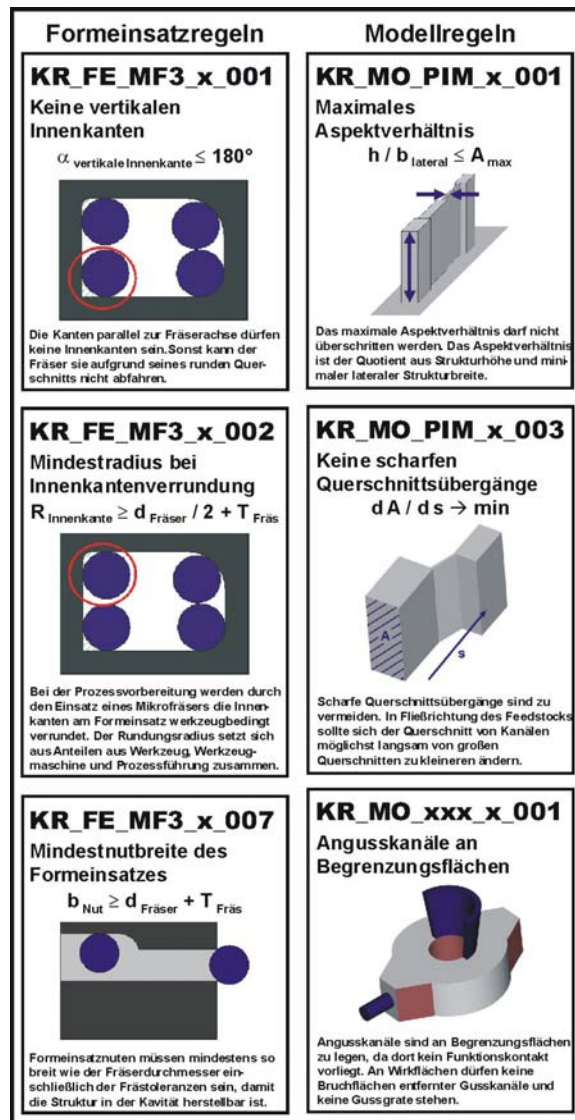 Formeinsatzregeln
KR_FE_MF3_x_001
Keine vertikalen
Innenkanten
α vertikale Innenkante ≤ 180°
Die Kanten parallel zur Fräserachse dürfen
keine Innenkanten sein.Sonst kann der
Fräser sie aufgrund seines runden Quer-
schnitts nicht abfahren.
KR_FE_MF3_x_002
Mindestradius bei
Innenkantenverrundung
R Innenkante ≥ d Fräser / 2 + T Fräs
Bei der Prozessvorbereitung werden durch
den Einsatz eines Mikrofräsers die Innen-
kanten am Formeinsatz werkzeugbedingt
verrundet. Der Rundungsradius setzt sich
aus Anteilen aus Werkzeug, Werkzeug-
maschine und Prozessführung zusammen.
KR_FE_MF3_x_007
Mindestnutbreite des
Formeinsatzes
b Nut ≥ d Fräser + T Fräs
Formeinsatznuten müssen mindestens so
breit wie der Fräserdurchmesser ein-
schließlich der Frästoleranzen sein, damit
die Struktur in der Kavität herstellbar ist.
Modellregeln
KR_MO_PIM_x_001
Maximales
Aspektverhältnis
h / b lateral ≤ A max
Das maximale Aspektverhältnis darf nicht
überschritten werden. Das Aspektverhältnis
ist der Quotient aus Strukturhöhe und mini-
maler lateraler Strukturbreite.
KR_MO_PIM_x_003
Keine scharfen
Querschnittsübergänge
d A / d s → min
A
s
Scharfe Querschnittsübergänge sind zu
vermeiden. In Fließrichtung des Feedstocks
sollte sich der Querschnitt von Kanälen
möglichst langsam von großen
Querschnitten zu kleineren ändern.
KR_MO_xxx_x_001
Angusskanäle an
Begrenzungsflächen
Angusskanäle sind an Begrenzungsflächen
zu legen, da dort kein Funktionskontakt
vorliegt. An Wirkflächen dürfen keine
Bruchflächen entfernter Gusskanäle und
keine Gussgrate stehen.